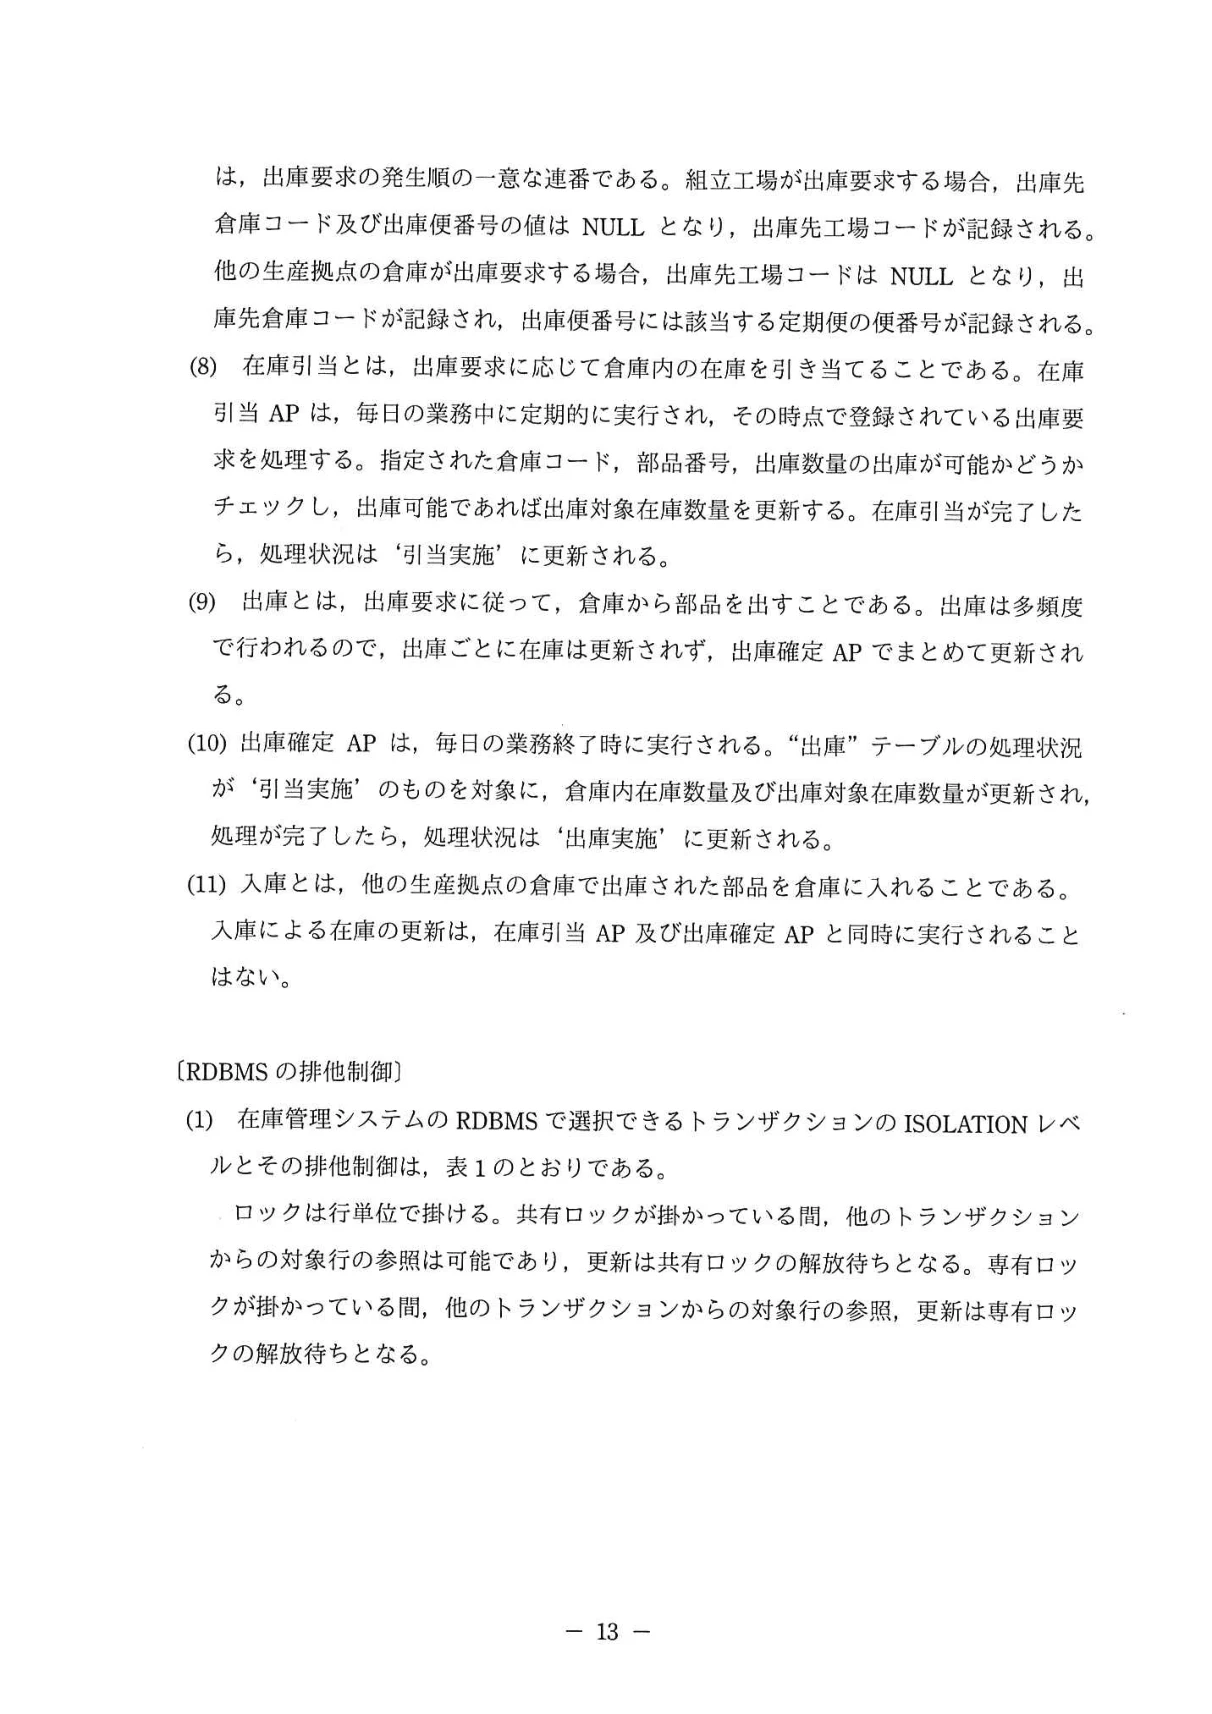 は，出庫要求の発生順の一意な連番である。組立工場が出庫要求する場合，出庫先
倉庫コード及び出庫便番号の値は NULL となり，出庫先工場コードが記録される。
他の生産拠点の倉庫が出庫要求する場合，出庫先工場コードは NULL となり，出
庫先倉庫コードが記録され，出庫便番号には該当する定期便の便番号が記録される。
(8) 在庫引当とは，出庫要求に応じて倉庫内の在庫を引き当てることである。在庫
引当 AP は，毎日の業務中に定期的に実行され，その時点で登録されている出庫要
求を処理する。指定された倉庫コード，部品番号，出庫数量の出庫が可能かどうか
チェックし，出庫可能であれば出庫対象在庫数量を更新する。在庫引当が完了した
ら，処理状況は‘引当実施’に更新される。
(9) 出庫とは，出庫要求に従って，倉庫から部品を出すことである。出庫は多頻度
で行われるので，出庫ごとに在庫は更新されず，出庫確定 AP でまとめて更新され
る。
(10) 出庫確定 AP は，毎日の業務終了時に実行される。“出庫”テーブルの処理状況
が‘引当実施’のものを対象に，倉庫内在庫数量及び出庫対象在庫数量が更新され，
処理が完了したら，処理状況は‘出庫実施’に更新される。
(11) 入庫とは，他の生産拠点の倉庫で出庫された部品を倉庫に入れることである。
入庫による在庫の更新は，在庫引当 AP 及び出庫確定 AP と同時に実行されること
はない。
〔RDBMS の排他制御〕
(1) 在庫管理システムの RDBMS で選択できるトランザクションの ISOLATION レベ
ルとその排他制御は，表 1 のとおりである。
ロックは行単位で掛ける。共有ロックが掛かっている間，他のトランザクション
からの対象行の参照は可能であり，更新は共有ロックの解放待ちとなる。専有ロッ
クが掛かっている間，他のトランザクションからの対象行の参照，更新は専有ロッ
クの解放待ちとなる。
－ 13 －